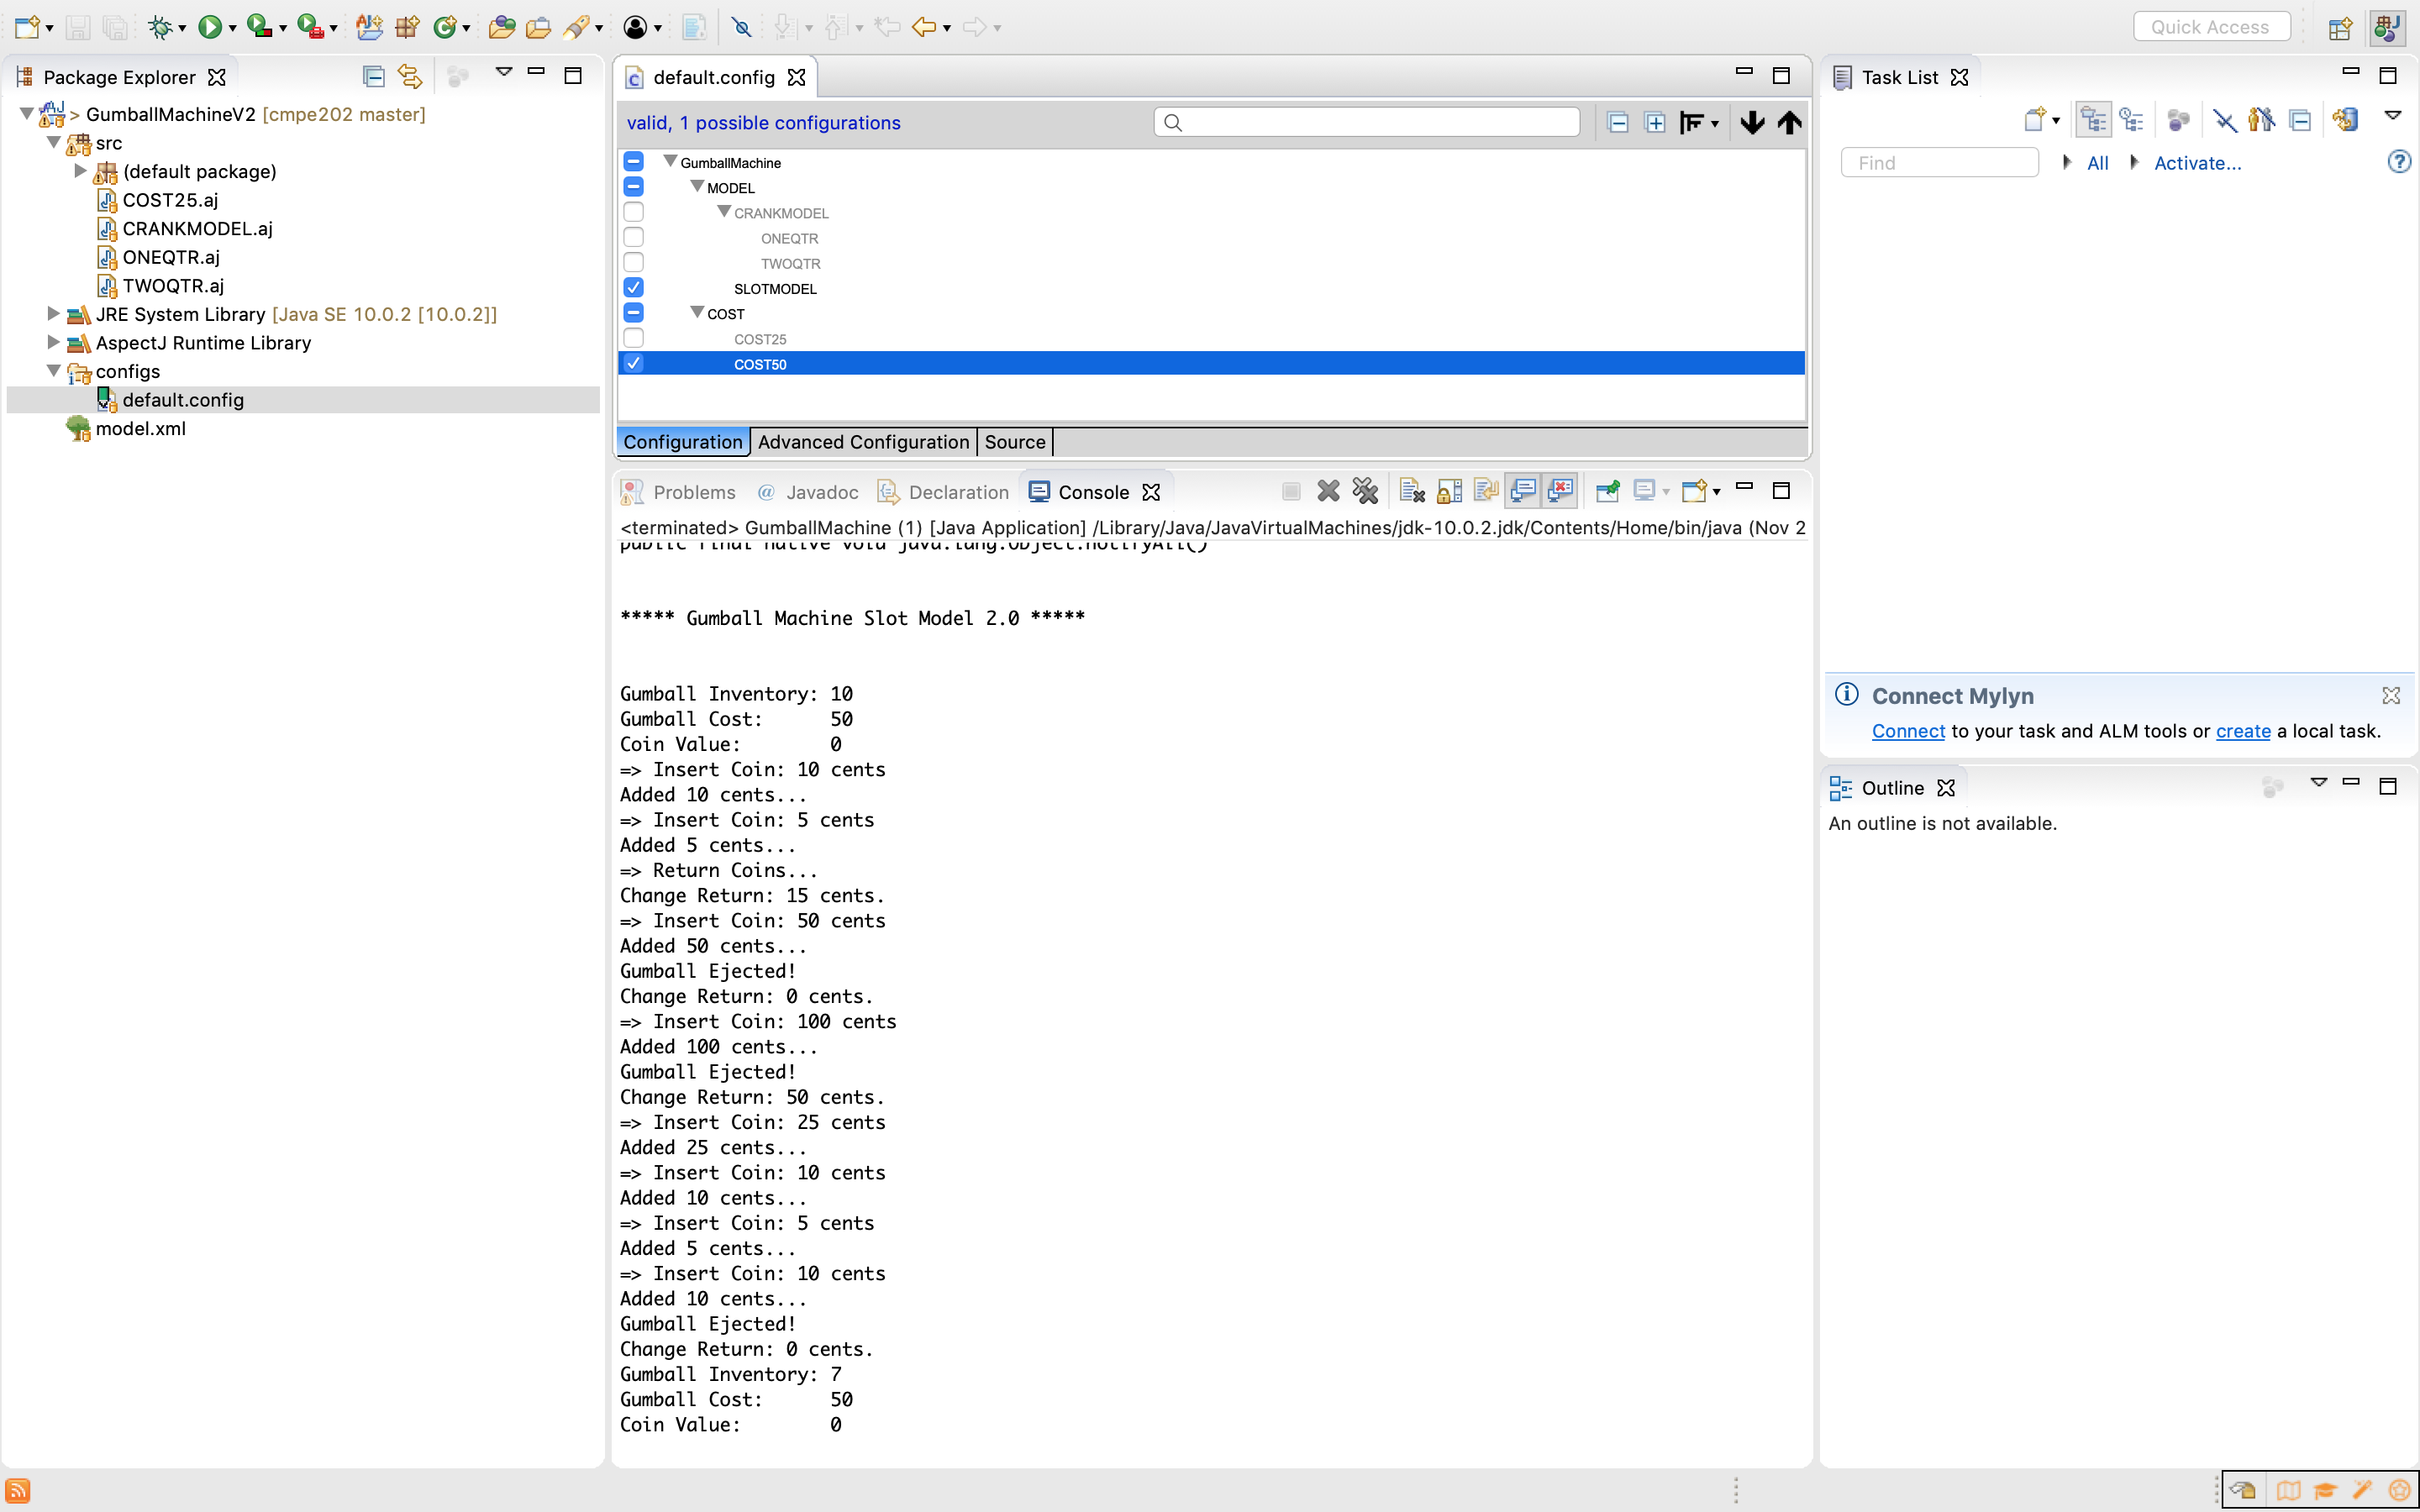 Quick Access
Package Explorer
> GumballMachineV2 [cmpe202 master]
src
(default package)
COST25.aj
CRANKMODEL.aj
ONEQTR.aj
TWOQTR.aj
JRE System Library [Java SE 10.0.2 [10.0.2]]
AspectJ Runtime Library
configs
default.config
model.xml
default.config
valid, 1 possible configurations
GumballMachine
MODEL
CRANKMODEL
ONEQTR
TWOQTR
SLOTMODEL
COST
COST25
COST50
Configuration Advanced Configuration Source
Problems @ Javadoc Declaration Console
<terminated> GumballMachine (1) [Java Application] /Library/Java/JavaVirtualMachines/jdk-10.0.2.jdk/Contents/Home/bin/java (Nov 2
public final native void java.lang.Object.notifyAll()
***** Gumball Machine Slot Model 2.0 *****
Gumball Inventory: 10
Gumball Cost: 50
Coin Value: 0
=> Insert Coin: 10 cents
Added 10 cents...
=> Insert Coin: 5 cents
Added 5 cents...
=> Return Coins...
Change Return: 15 cents.
=> Insert Coin: 50 cents
Added 50 cents...
Gumball Ejected!
Change Return: 0 cents.
=> Insert Coin: 100 cents
Added 100 cents...
Gumball Ejected!
Change Return: 50 cents.
=> Insert Coin: 25 cents
Added 25 cents...
=> Insert Coin: 10 cents
Added 10 cents...
=> Insert Coin: 5 cents
Added 5 cents...
=> Insert Coin: 10 cents
Added 10 cents...
Gumball Ejected!
Change Return: 0 cents.
Gumball Inventory: 7
Gumball Cost: 50
Coin Value: 0
Task List
Find
All
Activate...
Connect Mylyn
Connect to your task and ALM tools or create a local task.
Outline
An outline is not available.